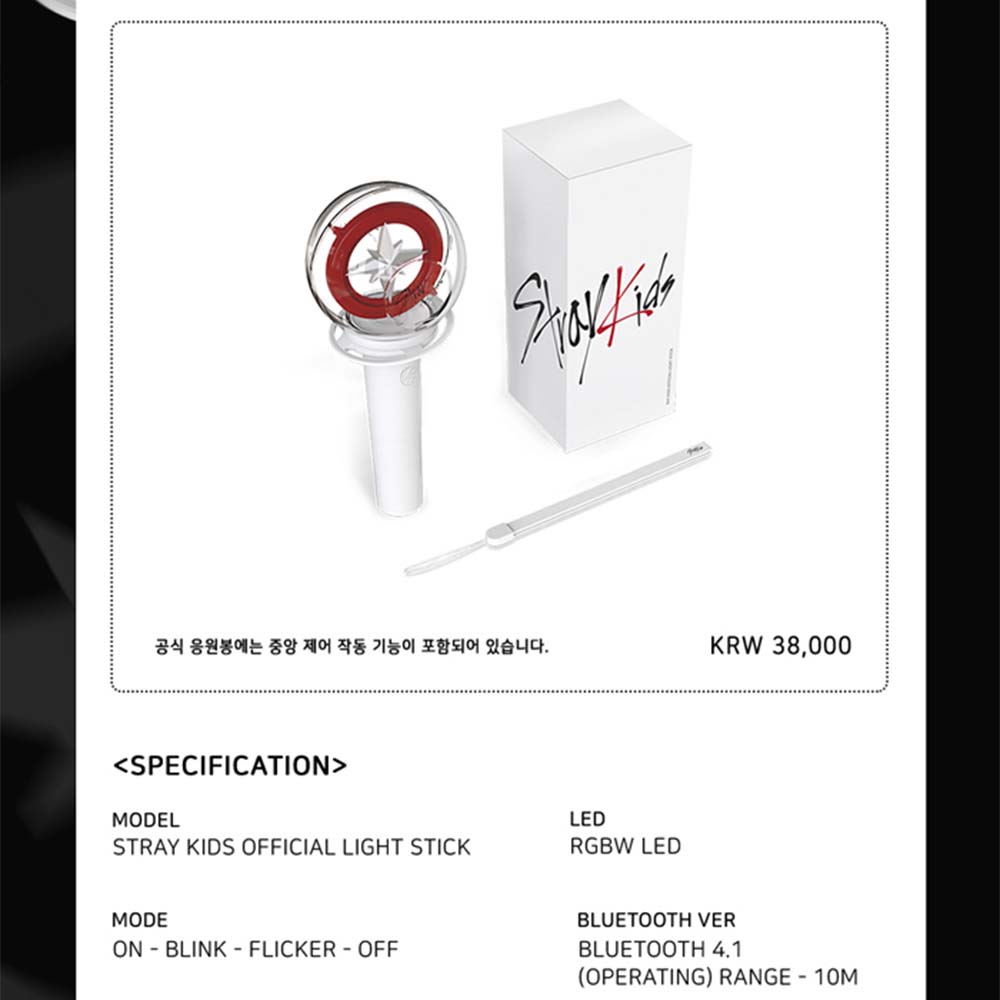 Stray Kids
공식 응원봉에는 중앙 제어 작동 기능이 포함되어 있습니다.
KRW 38,000
<SPECIFICATION>
MODEL
STRAY KIDS OFFICIAL LIGHT STICK
LED
RGBW LED
MODE
ON - BLINK - FLICKER - OFF
BLUETOOTH VER
BLUETOOTH 4.1
(OPERATING) RANGE - 10M